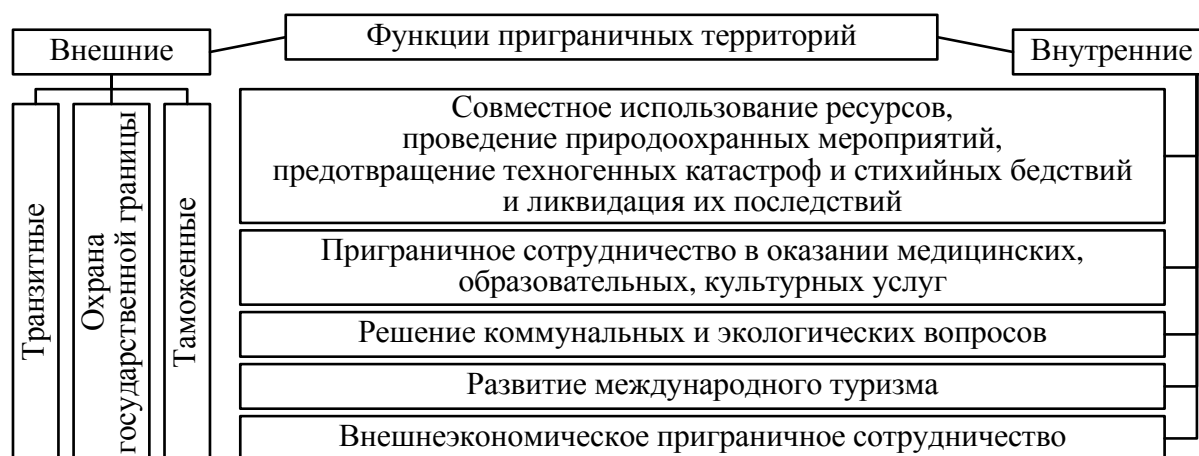 Функции приграничных территорий
Внешние
Внутренние
Транзитные
Охрана
государственной границы
Таможенные
Совместное использование ресурсов,
проведение природоохранных мероприятий,
предотвращение техногенных катастроф и стихийных бедствий
и ликвидация их последствий
Приграничное сотрудничество в оказании медицинских,
образовательных, культурных услуг
Решение коммунальных и экологических вопросов
Развитие международного туризма
Внешнеэкономическое приграничное сотрудничество